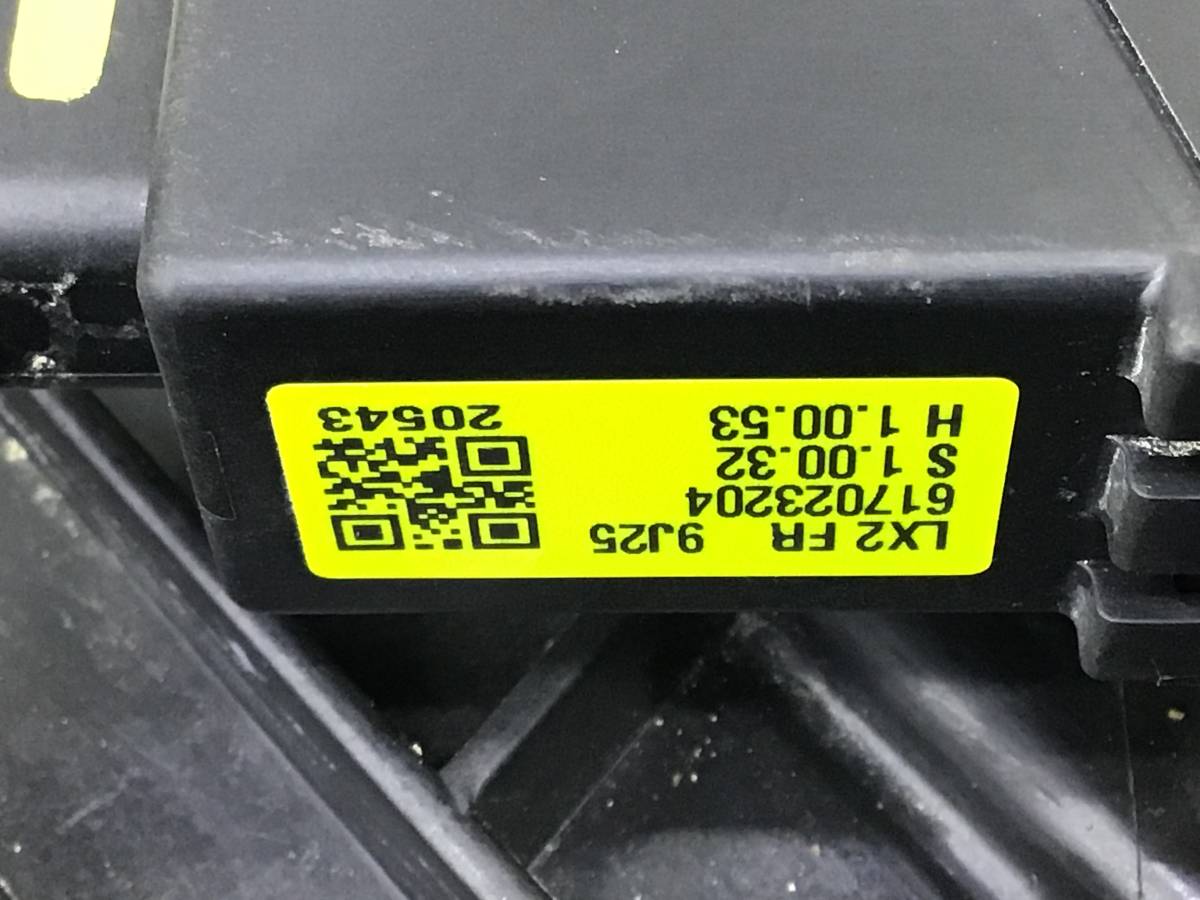 LX2 FR 9J25
617023204
S 1.00.32
H 1.00.53
20543